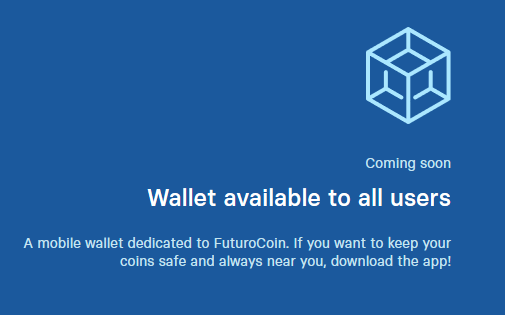 Coming soon
Wallet available to all users
A mobile wallet dedicated to FuturoCoin. If you want to keep your
coins safe and always near you, download the app!